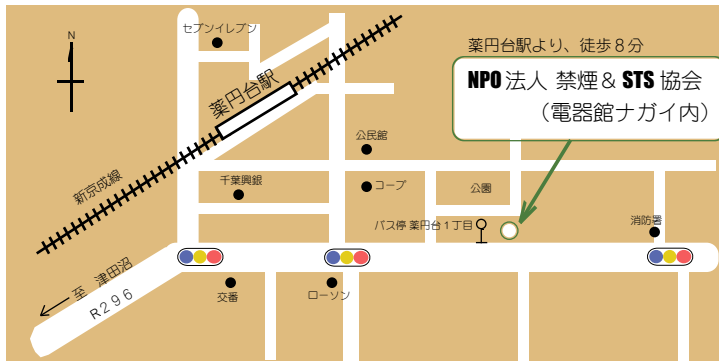 セブンイレブン
N
薬円台駅より、徒歩８分
NPO法人 禁煙＆STS 協会
（電器館ナガイ内）
薬円台駅
公民館
新京成線
千葉興銀
コープ
公園
バス停 薬円台１丁目
消防署
至 津田沼
R２９６
交番
ローソン